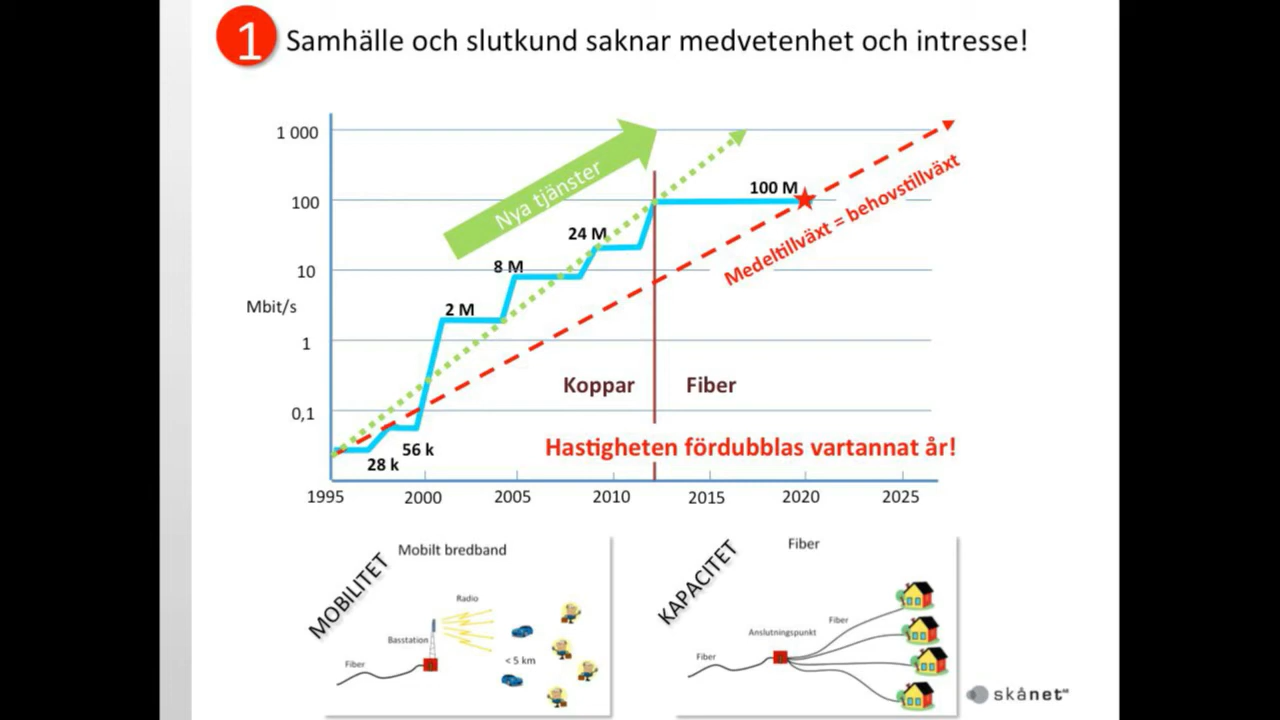 1 Samhälle och slutkund saknar medvetenhet och intresse!
1 000
100
10
Mbit/s
1
0,1
Nya tjänster
100 M
24 M
8 M
2 M
56 k
28 k
Medeltillväxt = behovstillväxt
Koppar
Fiber
Hastigheten fördubblas vartannat år!
1995 2000 2005 2010 2015 2020 2025
MOBILITET
Mobilt bredband
Radio
Basstation
Fiber
< 5 km
KAPACITET
Fiber
Fiber
Anslutningspunkt
Fiber
skånet